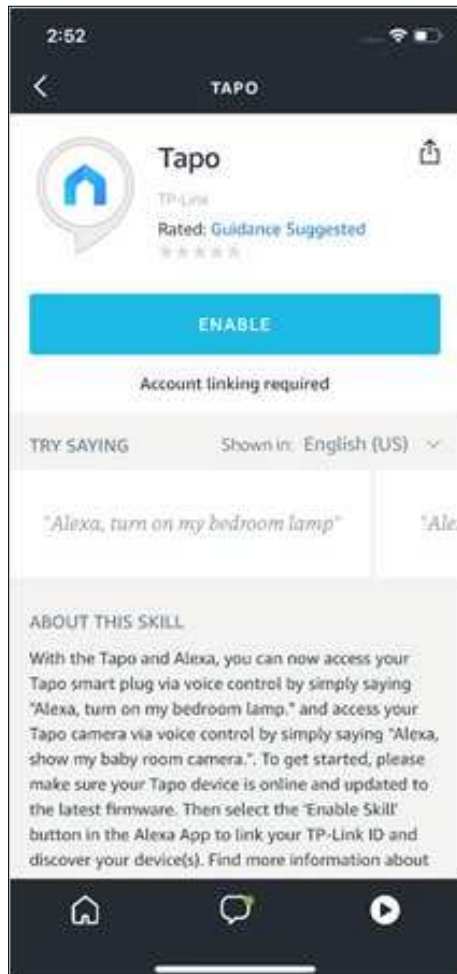 2:52
TAPO
Tapo
TP-Link
Rated: Guidance Suggested
ENABLE
Account linking required
TRY SAYING
Shown in: English (US)
"Alexa, turn on my bedroom lamp"
"Ale
ABOUT THIS SKILL
With the Tapo and Alexa, you can now access your
Tapo smart plug via voice control by simply saying
"Alexa, turn on my bedroom lamp." and access your
Tapo camera via voice control by simply saying "Alexa,
show my baby room camera.". To get started, please
make sure your Tapo device is online and updated to
the latest firmware. Then select the 'Enable Skill'
button in the Alexa App to link your TP-Link ID and
discover your device(s). Find more information about